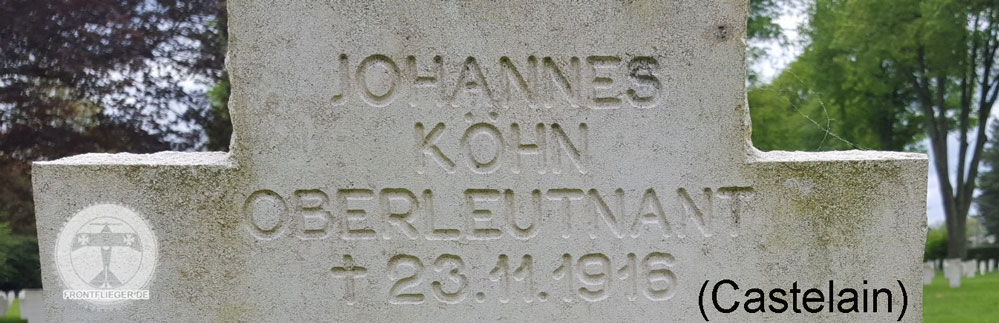 JOHANNES
KÖHN
OBERLEUTNANT
† 23.11.1916
(Castelain)
FRONTFLIEGER*DE